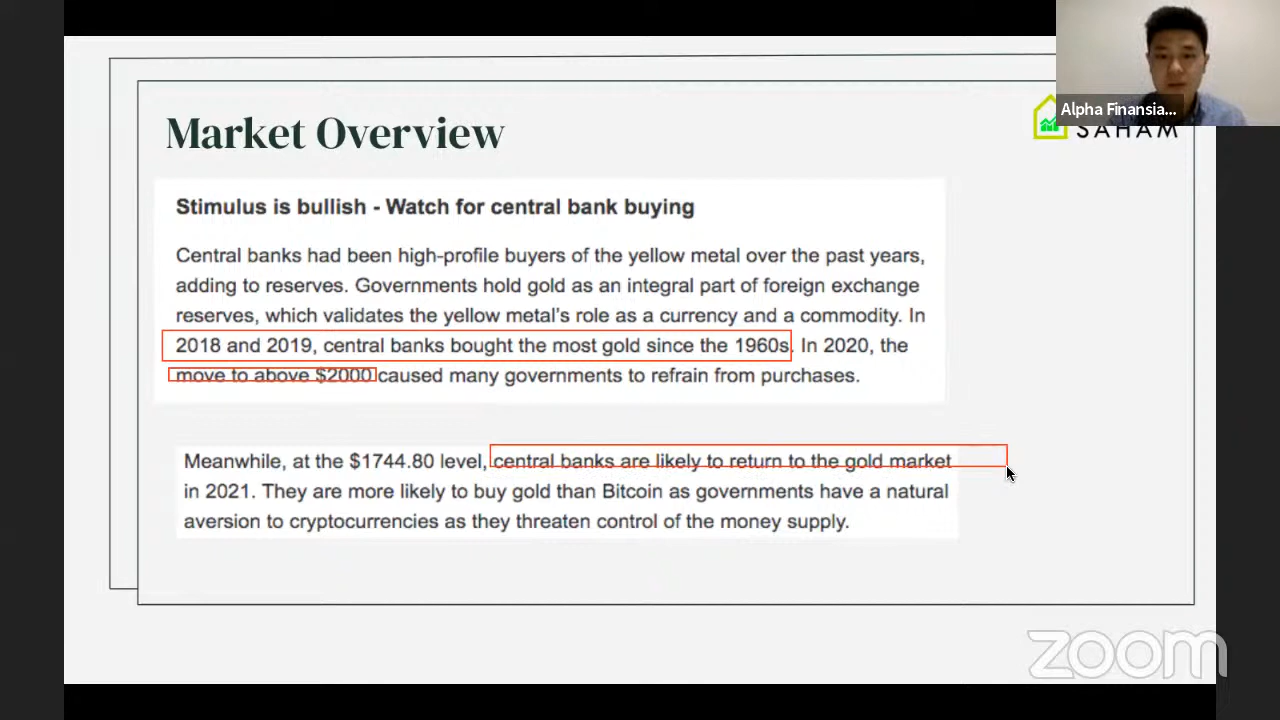 Alpha Finansia...
SAHAM
Market Overview
Stimulus is bullish - Watch for central bank buying
Central banks had been high-profile buyers of the yellow metal over the past years,
adding to reserves. Governments hold gold as an integral part of foreign exchange
reserves, which validates the yellow metal's role as a currency and a commodity. In
2018 and 2019, central banks bought the most gold since the 1960s. In 2020, the
move to above $2000 caused many governments to refrain from purchases.
Meanwhile, at the $1744.80 level, central banks are likely to return to the gold market
in 2021. They are more likely to buy gold than Bitcoin as governments have a natural
aversion to cryptocurrencies as they threaten control of the money supply.
zoom